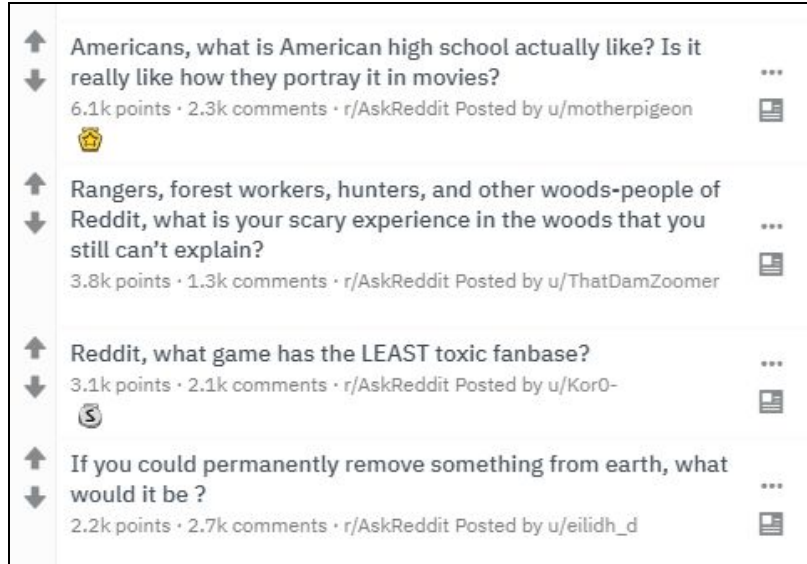 Americans, what is American high school actually like? Is it
really like how they portray it in movies?
6.1k points · 2.3k comments · r/AskReddit Posted by u/motherpigeon
Rangers, forest workers, hunters, and other woods-people of
Reddit, what is your scary experience in the woods that you
still can’t explain?
3.8k points · 1.3k comments · r/AskReddit Posted by u/ThatDamZoomer
Reddit, what game has the LEAST toxic fanbase?
3.1k points · 2.1k comments · r/AskReddit Posted by u/Kor0-
S
If you could permanently remove something from earth, what
would it be ?
2.2k points · 2.7k comments · r/AskReddit Posted by u/eilidh_d